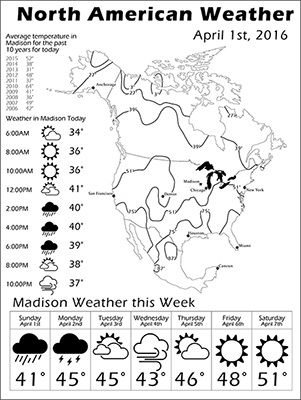 North American Weather
April 1st, 2016
Average temperature in
Madison for the past
10 years for today
2015 52°
2014 38°
2013 31°
2012 48°
2011 37°
2010 64°
2009 41°
2008 36°
2007 49°
2006 42°
Weather in Madison Today
6:00AM 34°
8:00AM 36°
10:00AM 36°
12:00PM 41°
2:00PM 40°
4:00PM 40°
6:00PM 39°
8:00PM 38°
10:00PM 37°
Anchorage
San Francisco
Denver
Madison
Chicago
New York
Houston
Miami
Cancun
Madison Weather this Week
Sunday Monday Tuesday Wednesday Thursday Friday Saturday
April 1st April 2nd April 3rd April 4th April 5th April 6th April 7th
41° 45° 45° 43° 46° 48° 51°